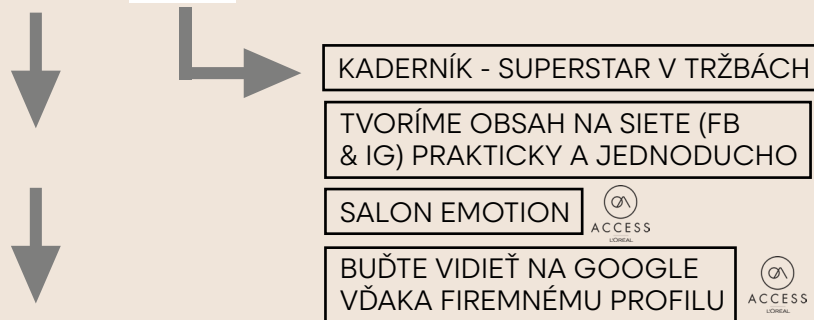 KADERNÍK - SUPERSTAR V TRŽBÁCH
TVORÍME OBSAH NA SIETE (FB
& IG) PRAKTICKY A JEDNODUCHO
SALON EMOTION
ACCESS
L'ORÉAL
BUĎTE VIDIEŤ NA GOOGLE
VĎAKA FIREMNÉMU PROFILU
ACCESS
L'ORÉAL